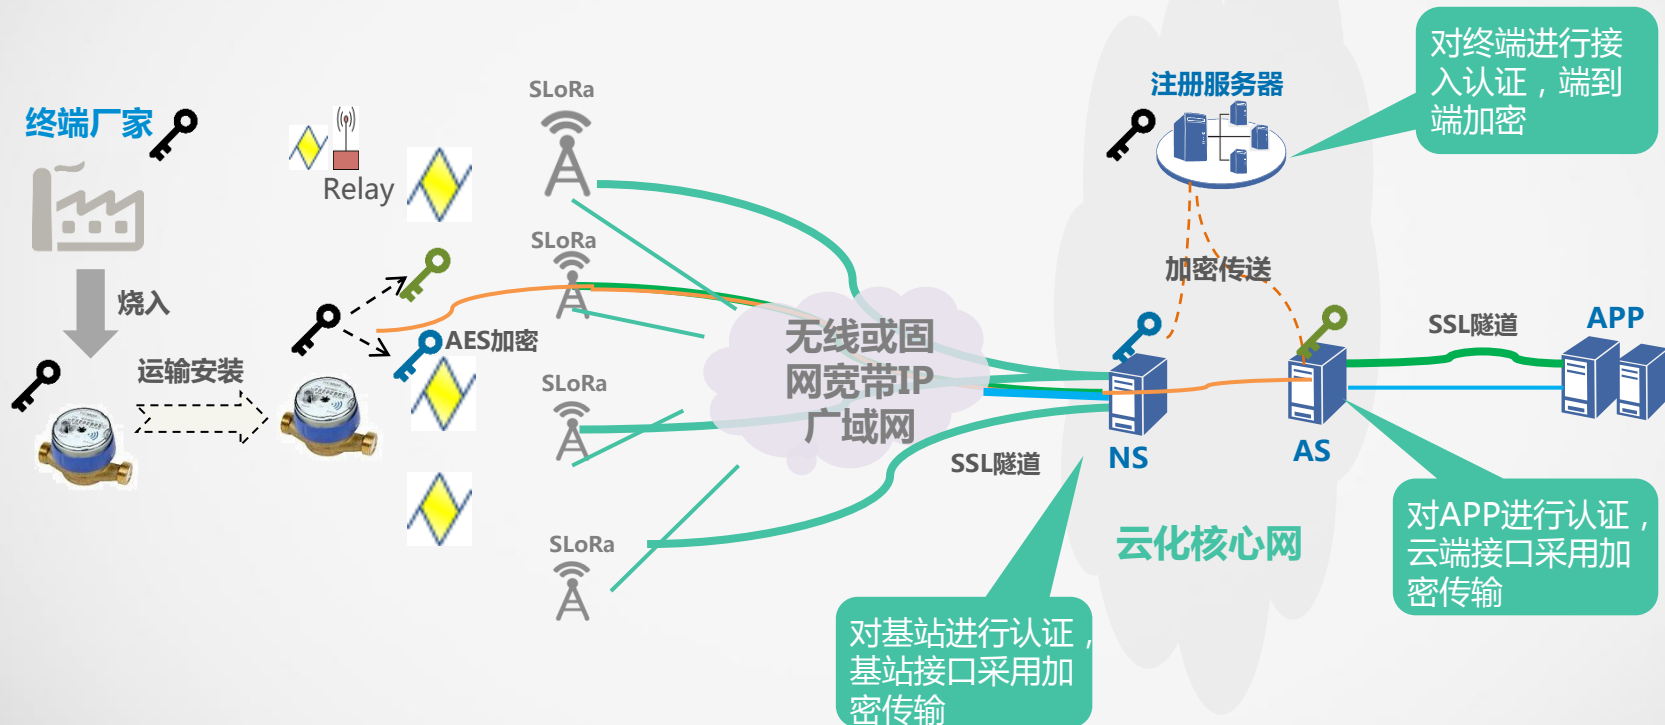 终端厂家
烧入
运输安装
Relay
AES加密
SLoRa
SLoRa
SLoRa
SLoRa
无线或固
网宽带IP
广域网
SSL隧道
注册服务器
加密传送
NS
AS
云化核心网
SSL隧道
APP
对终端进行接
入认证，端到
端加密
对APP进行认证，
云端接口采用加
密传输
对基站进行认证，
基站接口采用加
密传输